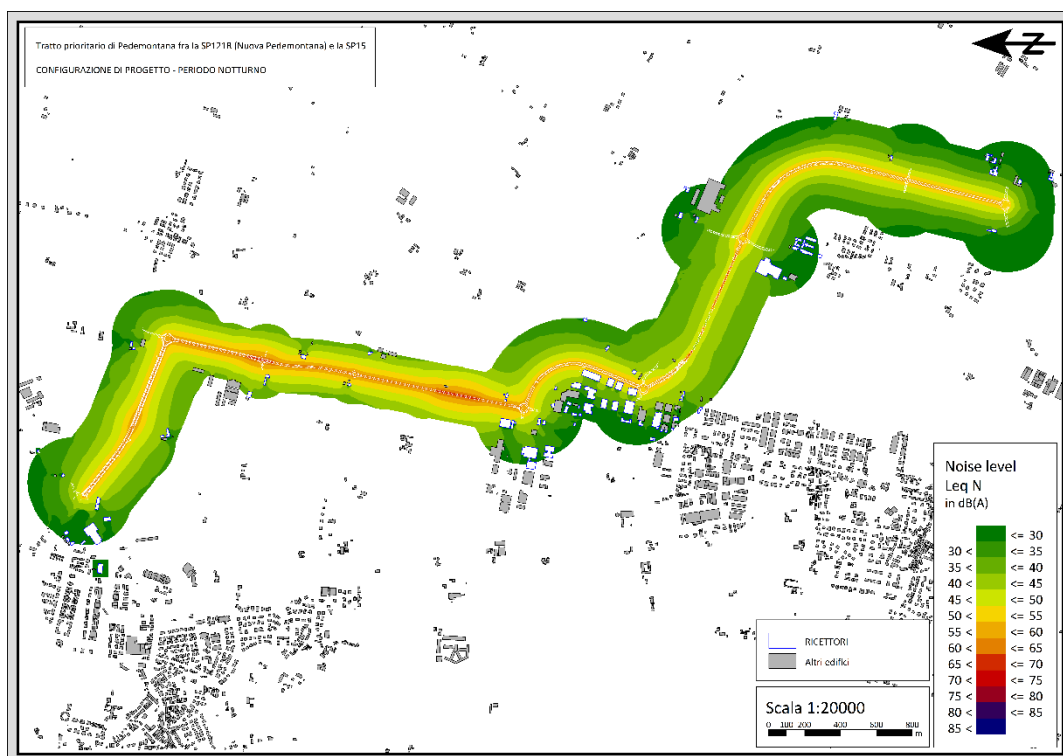 Tratto prioritario di Pedemontana fra la SP121R (Nuova Pedemontana) e la SP15
CONFIGURAZIONE DI PROGETTO - PERIODO NOTTURNO
Z
Noise level
Leq N
in dB(A)
<= 30
30 < <= 35
35 < <= 40
40 < <= 45
45 < <= 50
50 < <= 55
55 < <= 60
60 < <= 65
65 < <= 70
70 < <= 75
75 < <= 80
80 < <= 85
85 <
RICETTORI
Altri edifici
Scala 1:20000
0 100 200 400 600 800
m